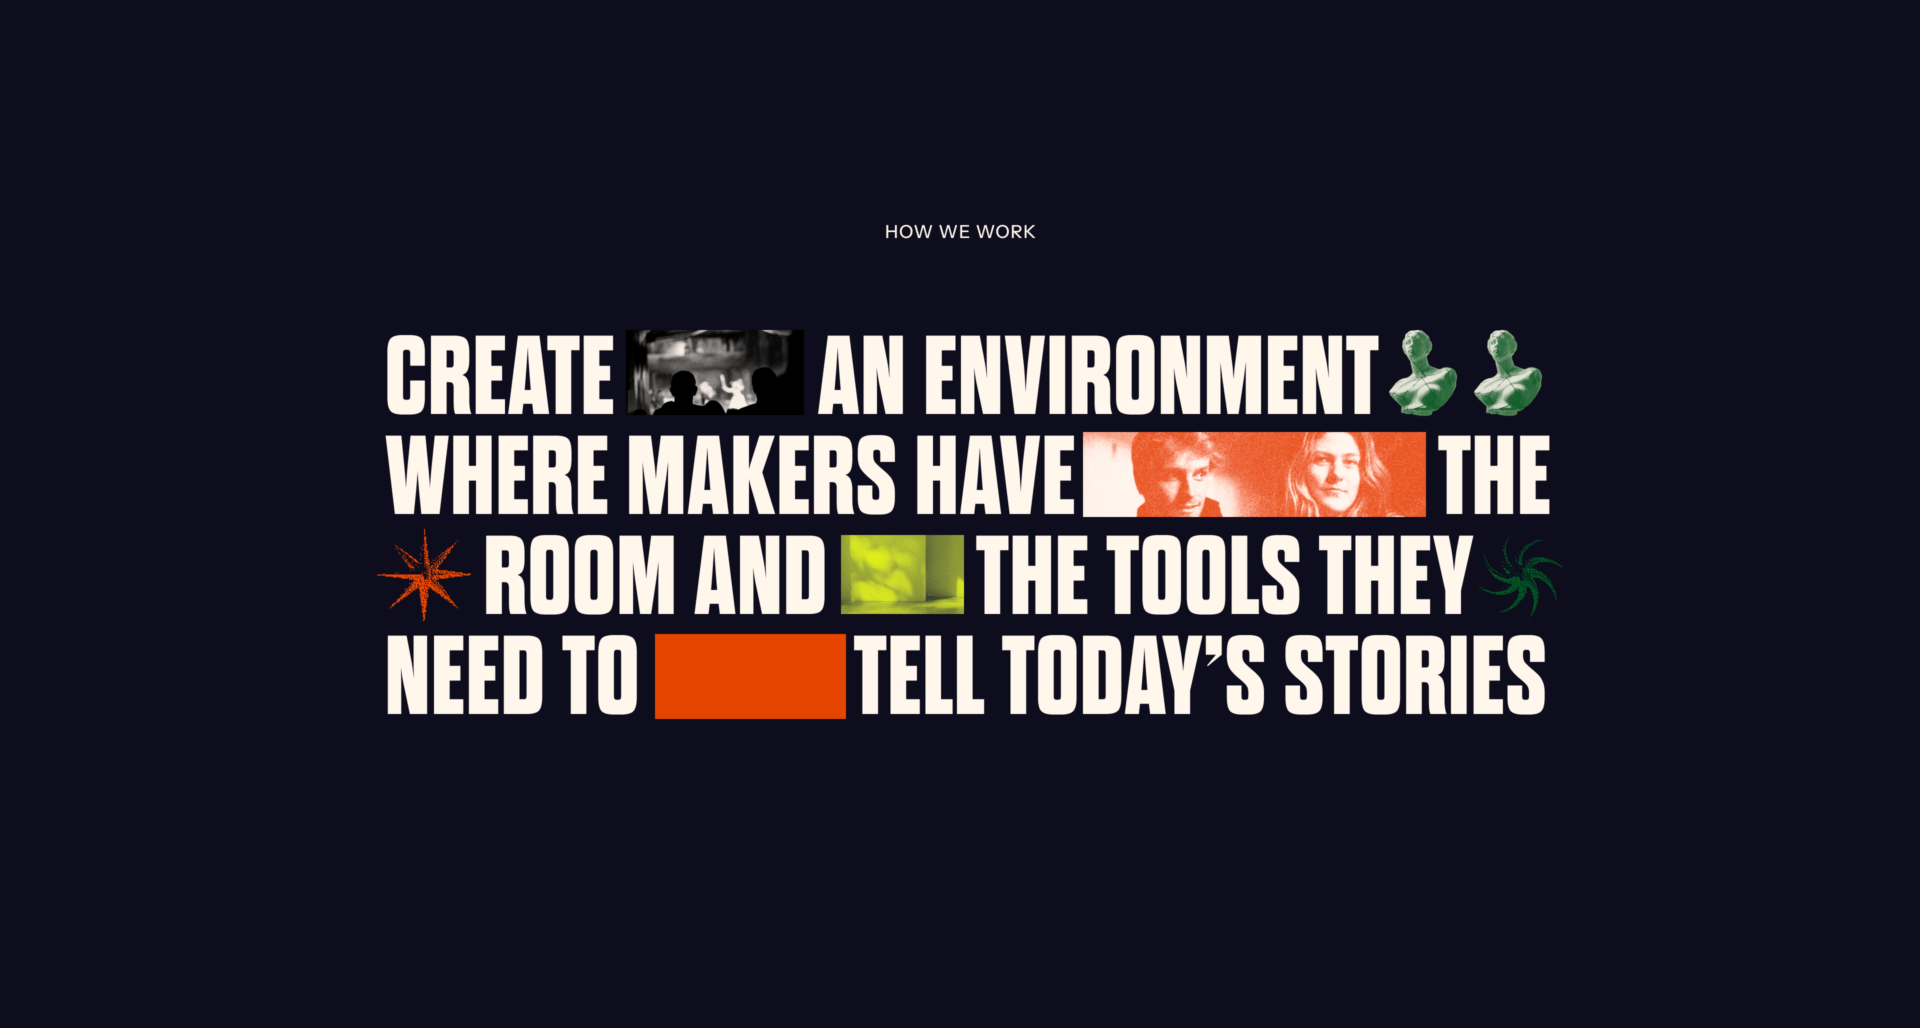 HOW WE WORK
CREATE AN ENVIRONMENT
WHERE MAKERS HAVE THE
ROOM AND THE TOOLS THEY
NEED TO TELL TODAY’S STORIES